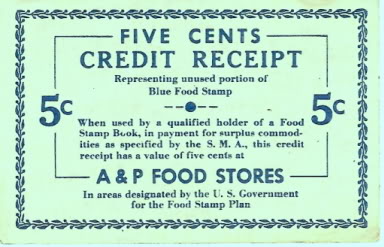 FIVE CENTS
CREDIT RECEIPT
Representing unused portion of
Blue Food Stamp
5c 5c
When used by a qualified holder of a Food
Stamp Book, in payment for surplus commod-
ities as specified by the S. M. A., this credit
receipt has a value of five cents at
A & P FOOD STORES
In areas designated by the U. S. Government
for the Food Stamp Plan